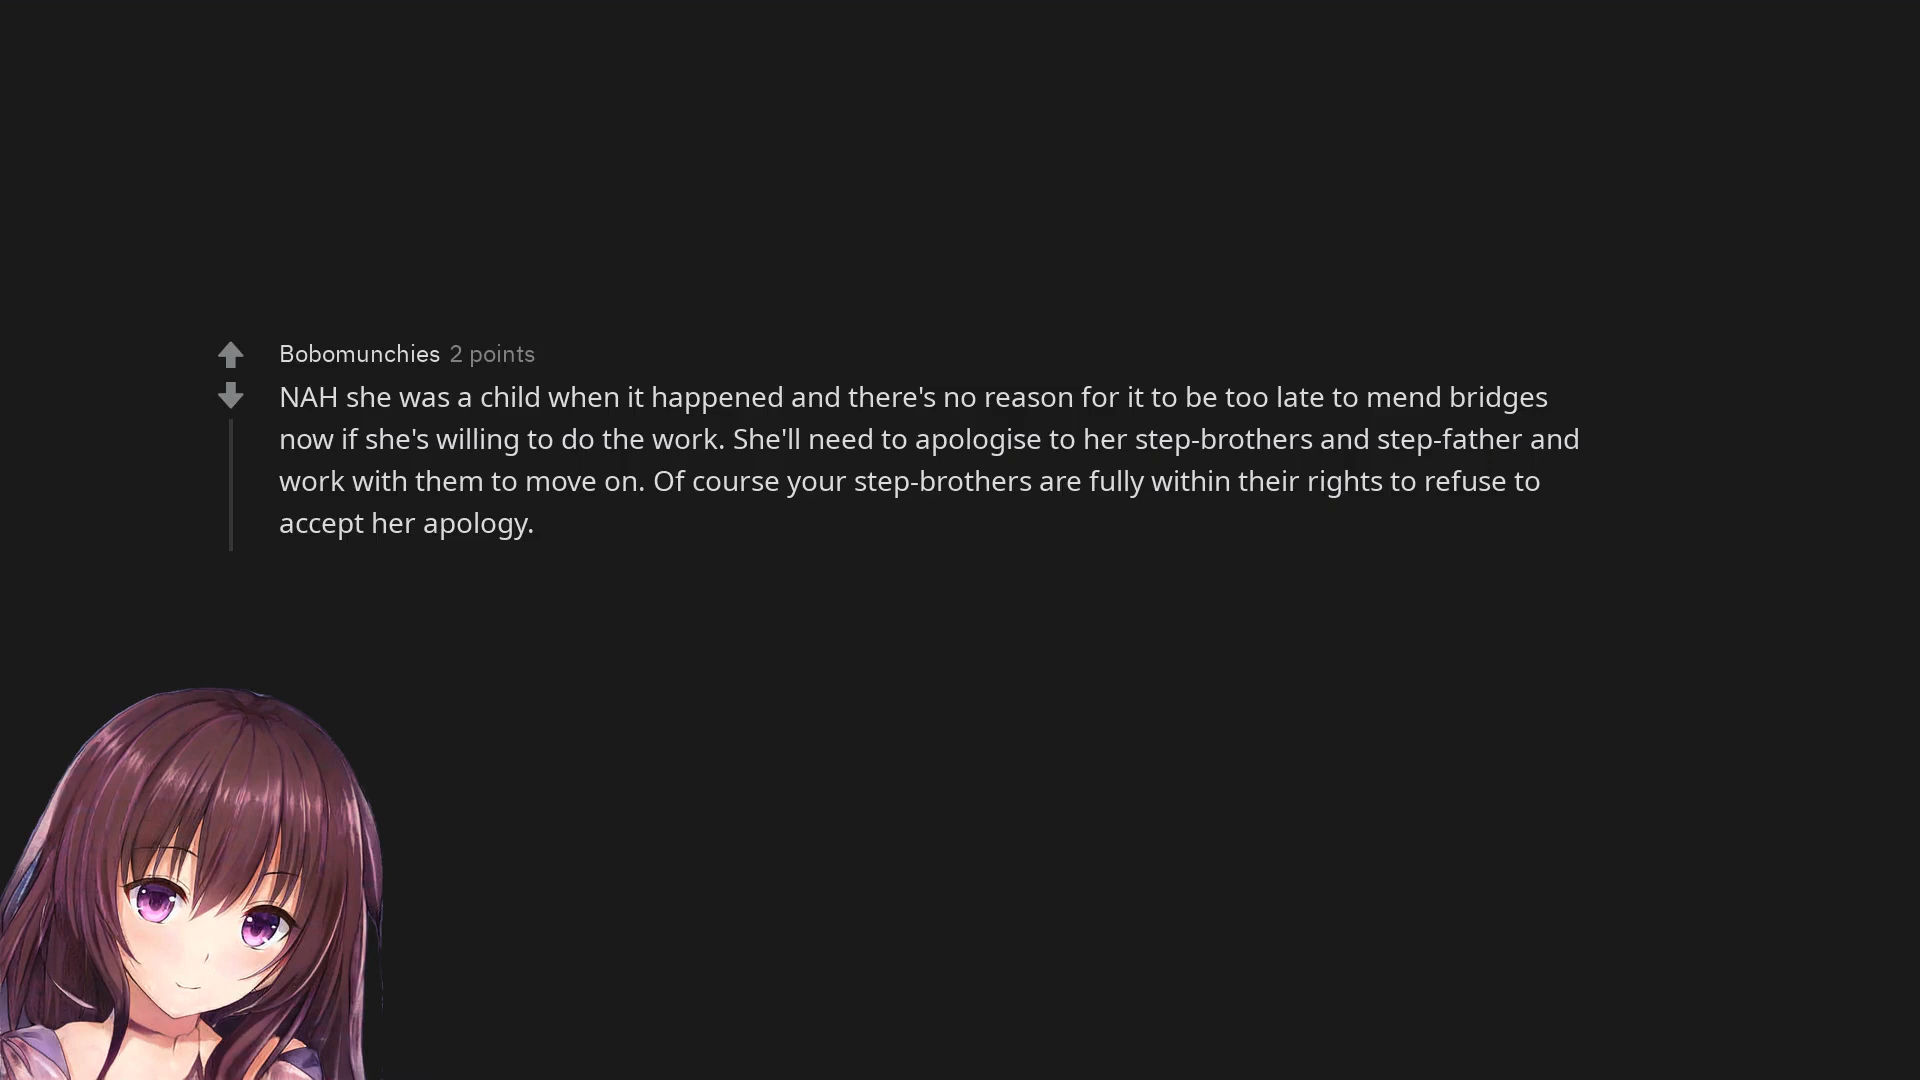 Bobomunchies 2 points
NAH she was a child when it happened and there's no reason for it to be too late to mend bridges
now if she's willing to do the work. She'll need to apologise to her step-brothers and step-father and
work with them to move on. Of course your step-brothers are fully within their rights to refuse to
accept her apology.